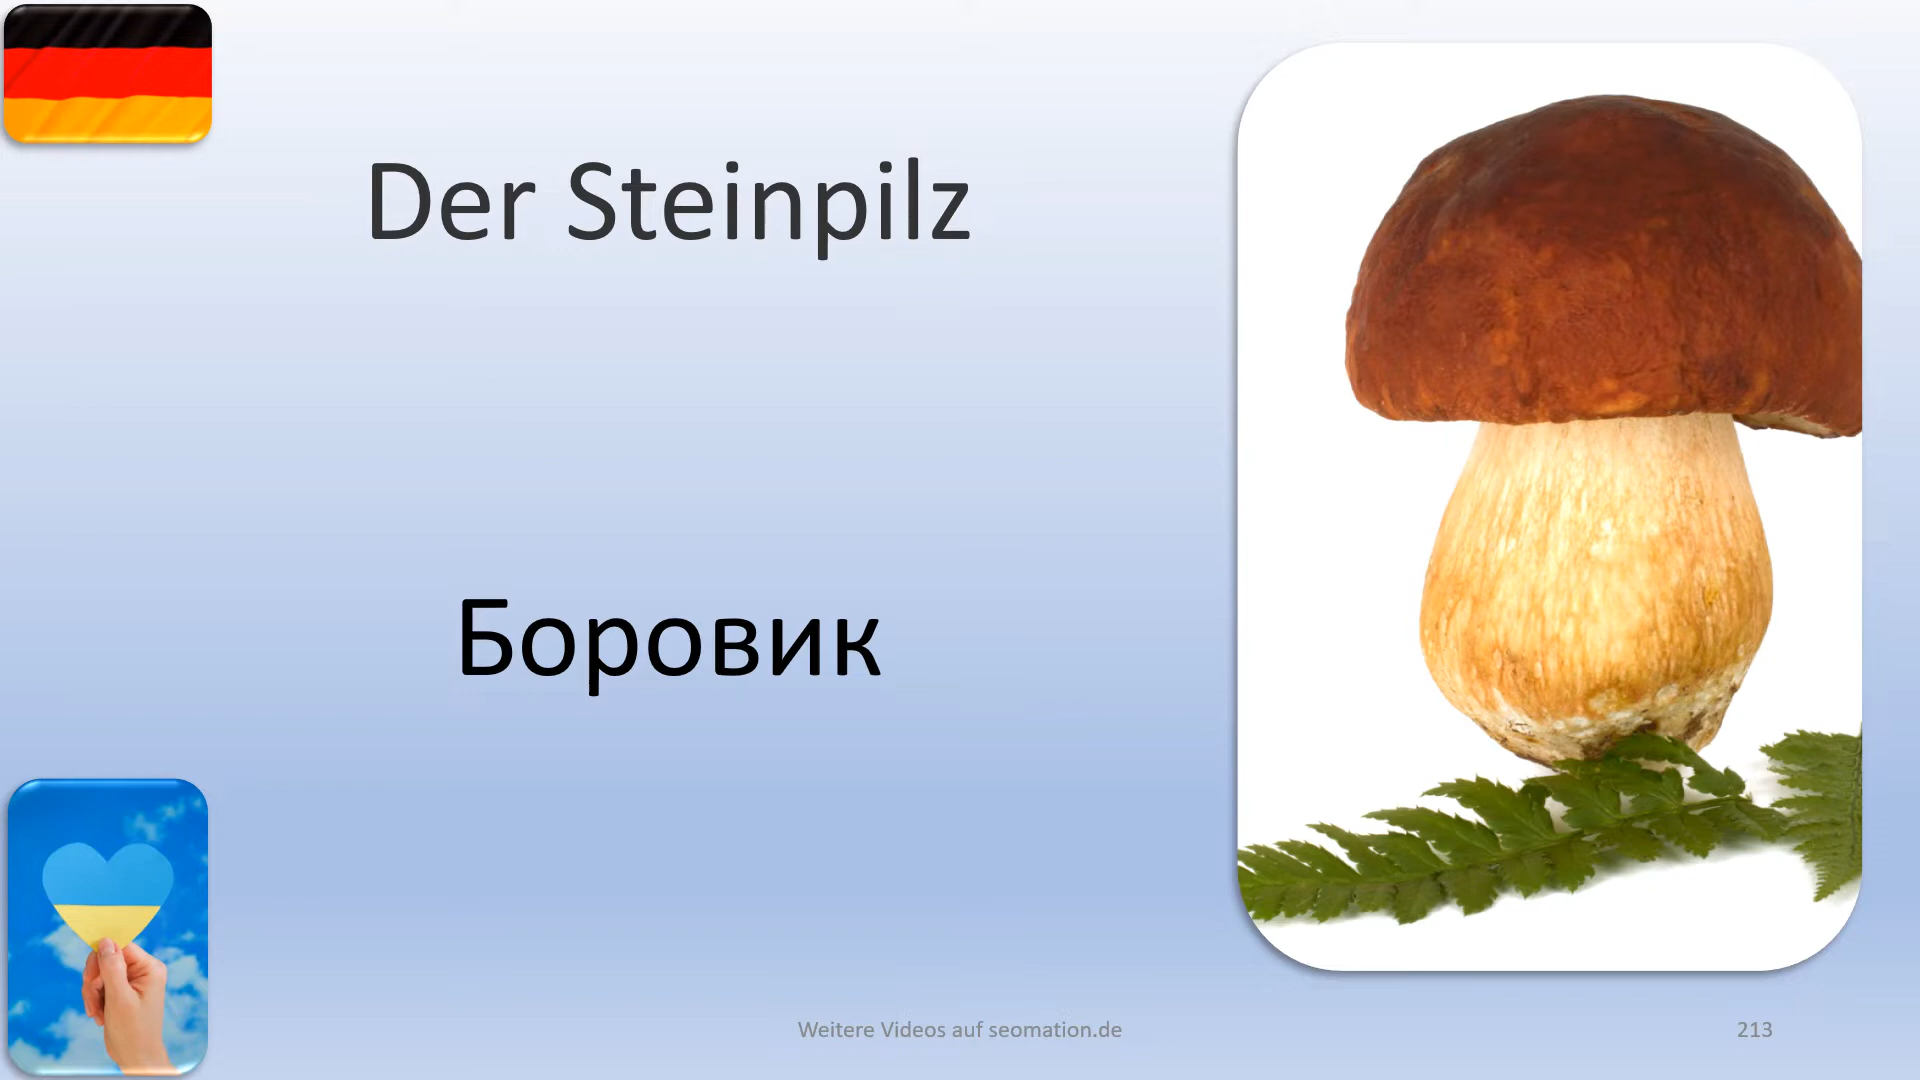 Der Steinpilz
Боровик
Weitere Videos auf seomation.de
213